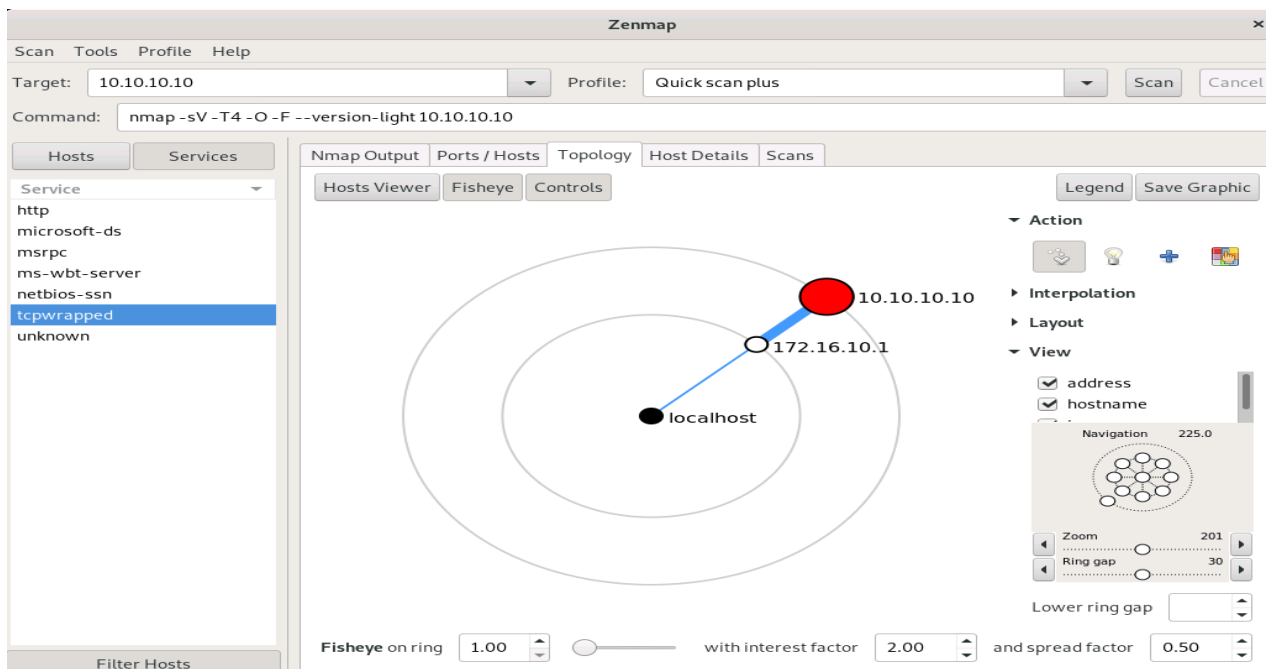 Zenmap ×
Scan Tools Profile Help
Target: 10.10.10.10 Profile: Quick scan plus Scan Cancel
Command: nmap -sV -T4 -O -F --version-light 10.10.10.10
Hosts Services
Nmap Output Ports / Hosts Topology Host Details Scans
Service
http
microsoft-ds
msrpc
ms-wbt-server
netbios-ssn
tcpwrapped
unknown
Filter Hosts
Hosts Viewer Fisheye Controls Legend Save Graphic
10.10.10.10
172.16.10.1
localhost
Action
Interpolation
Layout
View
address
hostname
Navigation 225.0
Zoom 201
Ring gap 30
Lower ring gap
Fisheye on ring 1.00 with interest factor 2.00 and spread factor 0.50